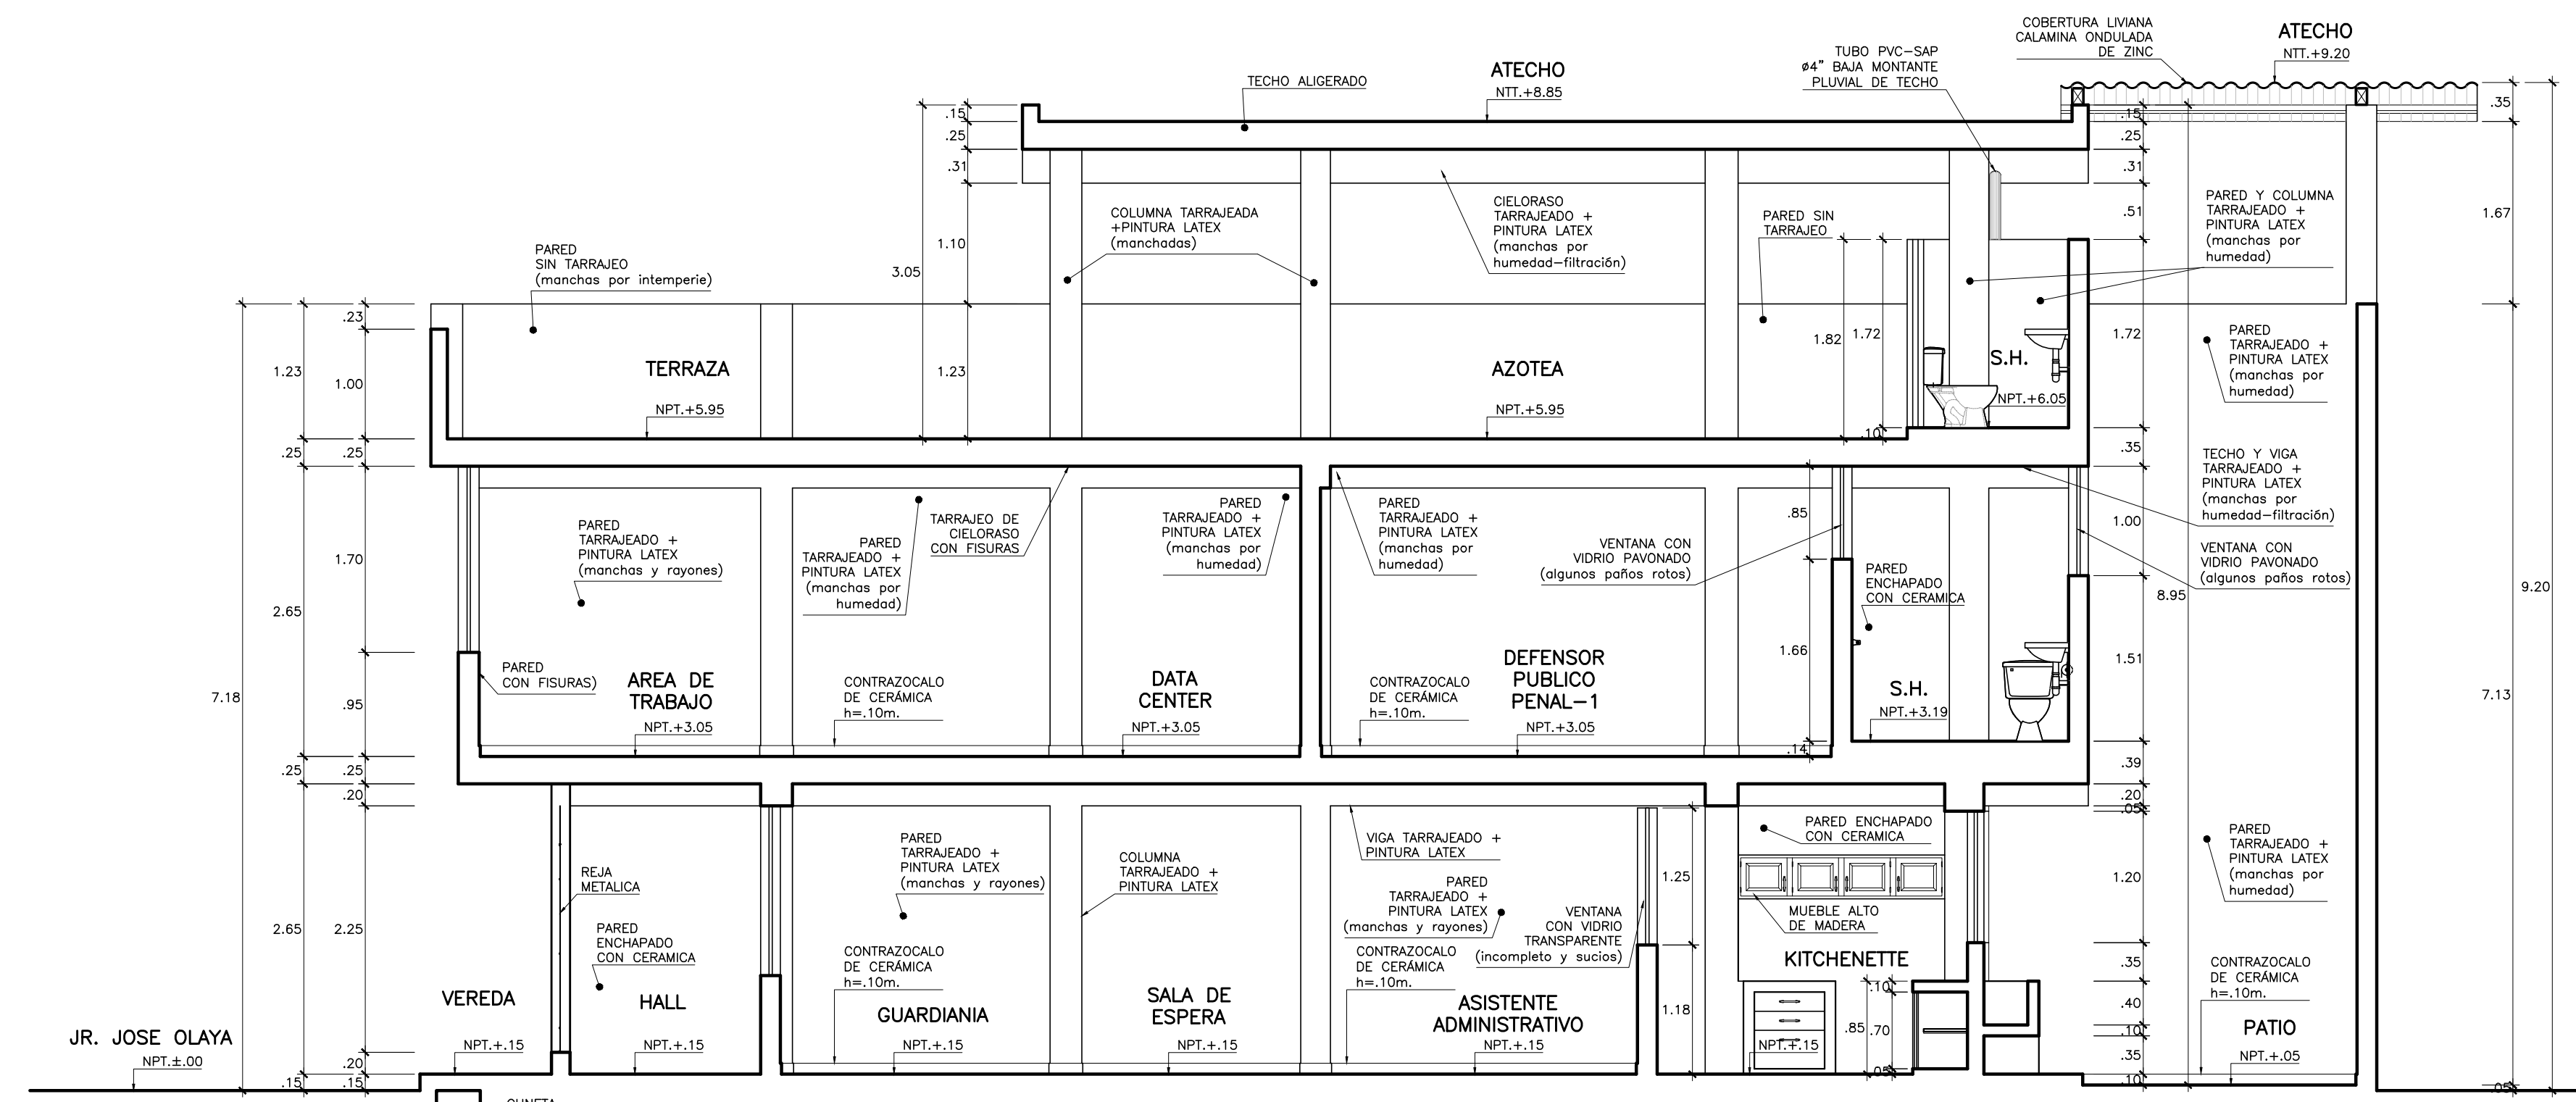 ATECHO
NTT.+9.20
COBERTURA LIVIANA
CALAMINA ONDULADA
DE ZINC
TUBO PVC-SAP
ø4" BAJA MONTANTE
PLUVIAL DE TECHO
ATECHO
NTT.+8.85
TECHO ALIGERADO
.15
.25
.31
1.10
3.05
1.23
.15
.25
.31
.51
1.72
.35
.35
1.67
COLUMNA TARRAJEADA
+PINTURA LATEX
(manchadas)
CIELORASO
TARRAJEADO +
PINTURA LATEX
(manchas por
humedad-filtración)
PARED SIN
TARRAJEO
PARED Y COLUMNA
TARRAJEADO +
PINTURA LATEX
(manchas por
humedad)
PARED
SIN TARRAJEO
(manchas por intemperie)
.23
1.23
1.00
.25
.25
TERRAZA
NPT.+5.95
AZOTEA
NPT.+5.95
1.82
1.72
.10
S.H.
NPT.+6.05
PARED
TARRAJEADO +
PINTURA LATEX
(manchas por
humedad)
TECHO Y VIGA
TARRAJEADO +
PINTURA LATEX
(manchas por
humedad-filtración)
VENTANA CON
VIDRIO PAVONADO
(algunos paños rotos)
PARED
TARRAJEADO +
PINTURA LATEX
(manchas y rayones)
PARED
TARRAJEADO +
PINTURA LATEX
(manchas por
humedad)
TARRAJEO DE
CIELORASO
CON FISURAS
PARED
TARRAJEADO +
PINTURA LATEX
(manchas por
humedad)
PARED
TARRAJEADO +
PINTURA LATEX
(manchas por
humedad)
VENTANA CON
VIDRIO PAVONADO
(algunos paños rotos)
.85
1.66
.14
PARED
ENCHAPADO
CON CERAMICA
1.00
1.51
.39
8.95
9.20
7.13
1.70
2.65
.95
7.18
.25
.25
PARED
CON FISURAS)
AREA DE
TRABAJO
NPT.+3.05
CONTRAZOCALO
DE CERÁMICA
h=.10m.
DATA
CENTER
NPT.+3.05
CONTRAZOCALO
DE CERÁMICA
h=.10m.
DEFENSOR
PUBLICO
PENAL-1
NPT.+3.05
S.H.
NPT.+3.19
.20
2.65
2.25
.20
.15
.15
.20
.05
1.20
.35
.40
.10
.35
.10
REJA
METALICA
PARED
ENCHAPADO
CON CERAMICA
PARED
TARRAJEADO +
PINTURA LATEX
(manchas y rayones)
COLUMNA
TARRAJEADO +
PINTURA LATEX
VIGA TARRAJEADO +
PINTURA LATEX
PARED
TARRAJEADO +
PINTURA LATEX
(manchas y rayones)
VENTANA
CON VIDRIO
TRANSPARENTE
(incompleto y sucios)
1.25
1.18
PARED ENCHAPADO
CON CERAMICA
MUEBLE ALTO
DE MADERA
KITCHENETTE
NPT.+.15
.85
.10
.70
.05
PARED
TARRAJEADO +
PINTURA LATEX
(manchas por
humedad)
CONTRAZOCALO
DE CERÁMICA
h=.10m.
PATIO
NPT.+.05
.05
JR. JOSE OLAYA
NPT.±.00
VEREDA
NPT.+.15
HALL
NPT.+.15
CONTRAZOCALO
DE CERÁMICA
h=.10m.
GUARDIANIA
NPT.+.15
SALA DE
ESPERA
NPT.+.15
CONTRAZOCALO
DE CERÁMICA
h=.10m.
ASISTENTE
ADMINISTRATIVO
NPT.+.15